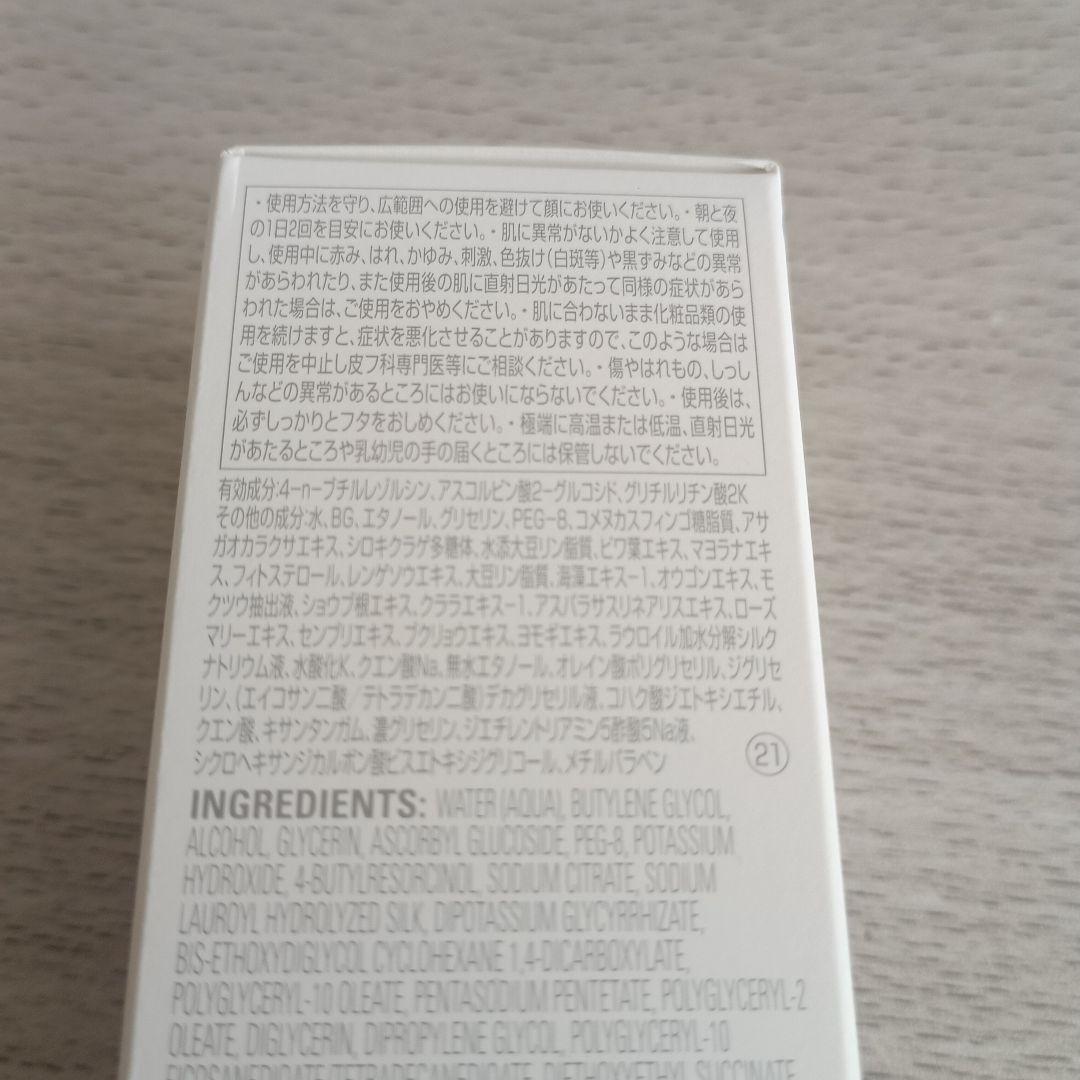 ・使用方法を守り、広範囲への使用を避けて顔にお使いください。・朝と夜
の1日2回を目安にお使いください。・肌に異常がないかよく注意して使用
し、使用中に赤み、はれ、かゆみ、刺激、色抜け(白斑等)や黒ずみなどの異常
があらわれたり、また使用後の肌に直射日光があたって同様の症状があら
われた場合は、ご使用をおやめください。・肌に合わないまま化粧品類の使
用を続けますと、症状を悪化させることがありますので、このような場合は
ご使用を中止し皮フ科専門医等にご相談ください。・傷やはれもの、しっし
んなどの異常があるところにはお使いにならないでください。・使用後は、
必ずしっかりとフタをおしめください。・極端に高温または低温、直射日光
があたるところや乳幼児の手の届くところには保管しないでください。
有効成分:4-n-ブチルレゾルシン、アスコルビン酸2-グルコシド、グリチルリチン酸2K
その他の成分:水、BG、エタノール、グリセリン、PEG-8、コメヌカスフィンゴ糖脂質、アサ
ガオカラクサエキス、シロキクラゲ多糖体、水添大豆リン脂質、ビワ葉エキス、マヨラナエキ
ス、フィトステロール、レンゲソウエキス、大豆リン脂質、海藻エキス-1、オウゴンエキス、モ
クツウ抽出液、ショウブ根エキス、クララエキス-1、アスパラサスリネアリスエキス、ローズ
マリーエキス、センブリエキス、ブクリョウエキス、ヨモギエキス、ラウロイル加水分解シルク
ナトリウム液、水酸化K、クエン酸Na、無水エタノール、オレイン酸ポリグリセリル、ジグリセ
リン、(エイコサン二酸/テトラデカン二酸)デカグリセリル液、コハク酸ジエトキシエチル、
クエン酸、キサンタンガム、濃グリセリン、ジエチレントリアミン5酢酸5Na液、
シクロヘキサンジカルボン酸ビスエトキシジグリコール、メチルパラベン
21
INGREDIENTS: WATER (AQUA), BUTYLENE GLYCOL,
ALCOHOL, GLYCERIN, ASCORBYL GLUCOSIDE, PEG-8, POTASSIUM
HYDROXIDE, 4-BUTYLRESORCINOL, SODIUM CITRATE, SODIUM
LAUROYL HYDROLYZED SILK, DIPOTASSIUM GLYCYRRHIZATE,
BIS-ETHOXYDIGLYCOL CYCLOHEXANE 1,4-DICARBOXYLATE,
POLYGLYCERYL-10 OLEATE, PENTASODIUM PENTETATE, POLYGLYCERYL-2
OLEATE, DIGLYCERIN, DIPROPYLENE GLYCOL, POLYGLYCERYL-10
EICOSANEDIOATE/TETRADECANEDIOATE, DIETHOXYETHYL SUCCINATE